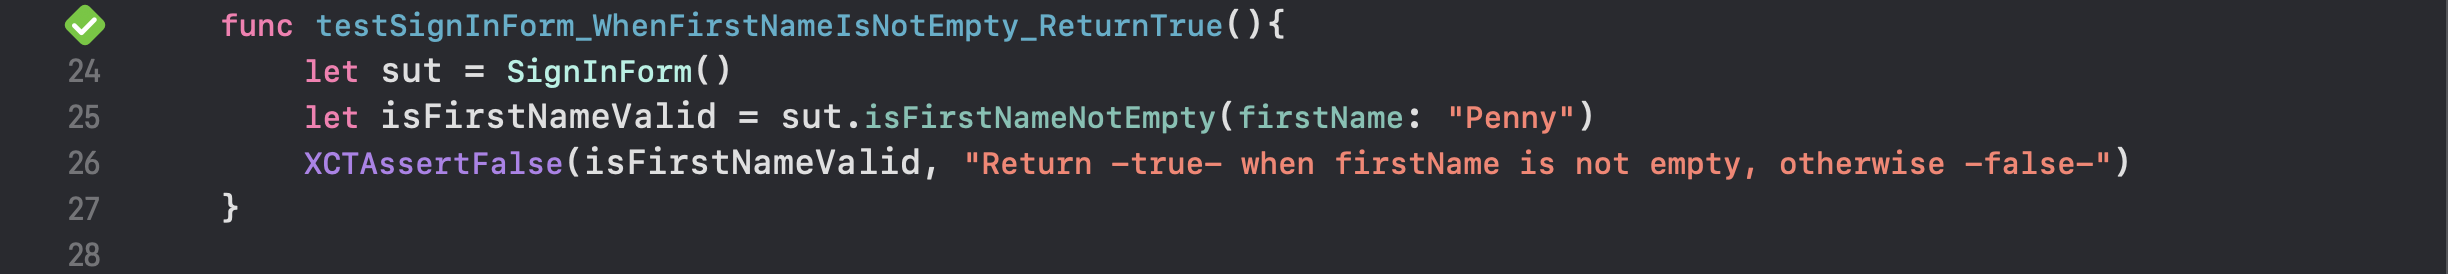 func testSignInForm_WhenFirstNameIsNotEmpty_ReturnTrue(){
24 let sut = SignInForm()
25 let isFirstNameValid = sut.isFirstNameNotEmpty(firstName: "Penny")
26 XCTAssertFalse(isFirstNameValid, "Return -true- when firstName is not empty, otherwise -false-")
27 }
28